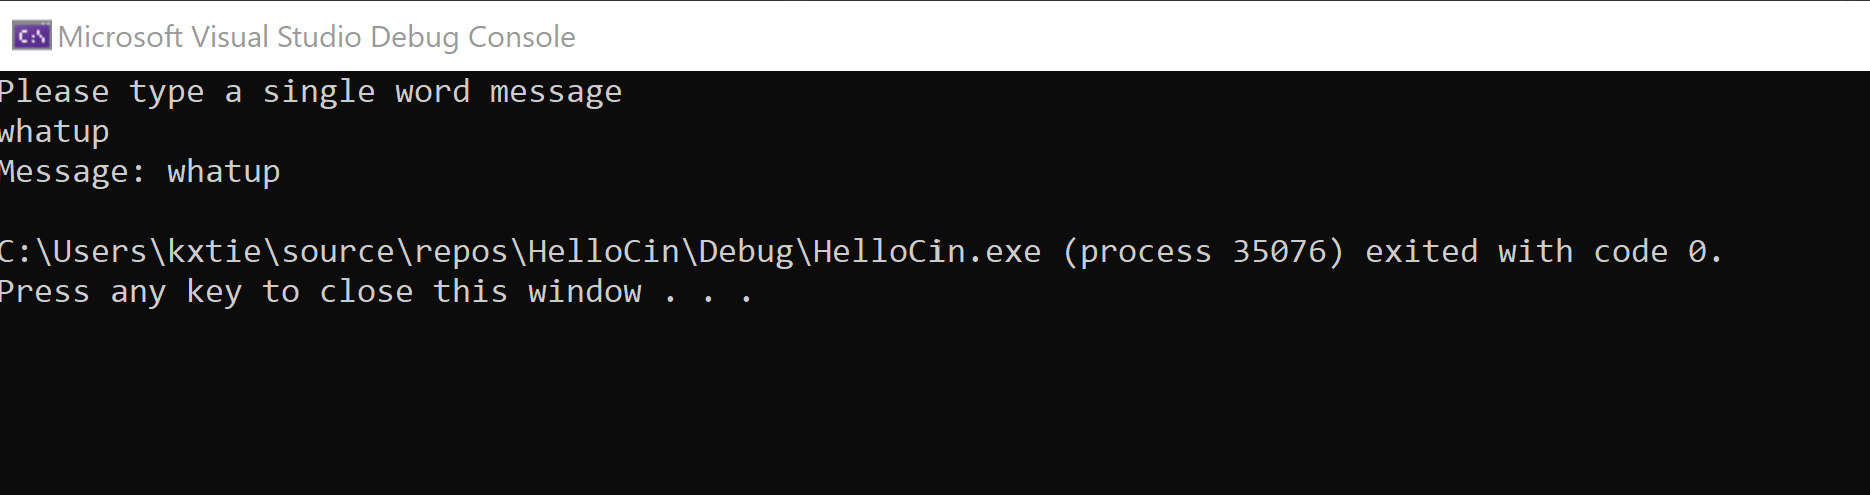 C:\
Microsoft Visual Studio Debug Console
Please type a single word message
whatup
Message: whatup
C:\Users\kxtie\source\repos\HelloCin\Debug\HelloCin.exe (process 35076) exited with code 0.
Press any key to close this window . . .